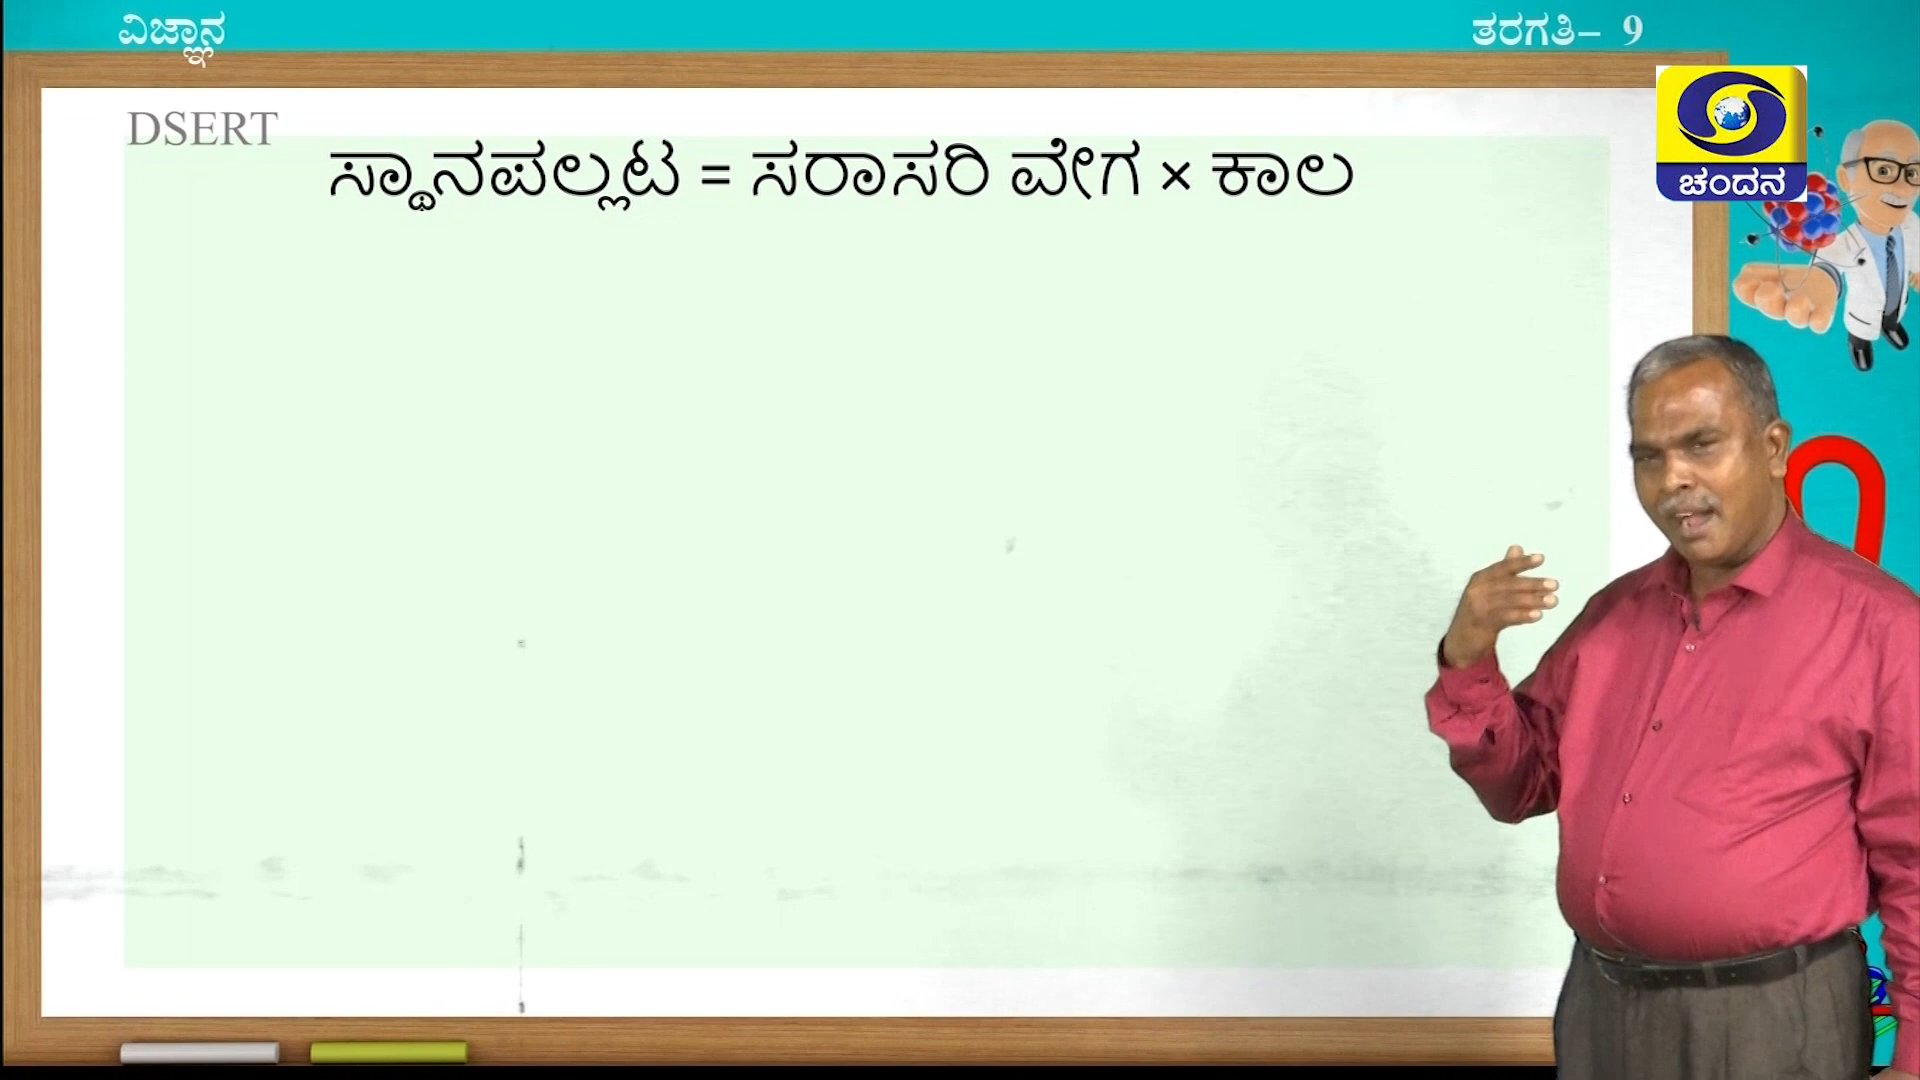 ವಿಜ್ಞಾನ
ತರಗತಿ– 9
DSERT
ಸ್ಥಾನಪಲ್ಲಟ = ಸರಾಸರಿ ವೇಗ × ಕಾಲ
ಚಂದನ